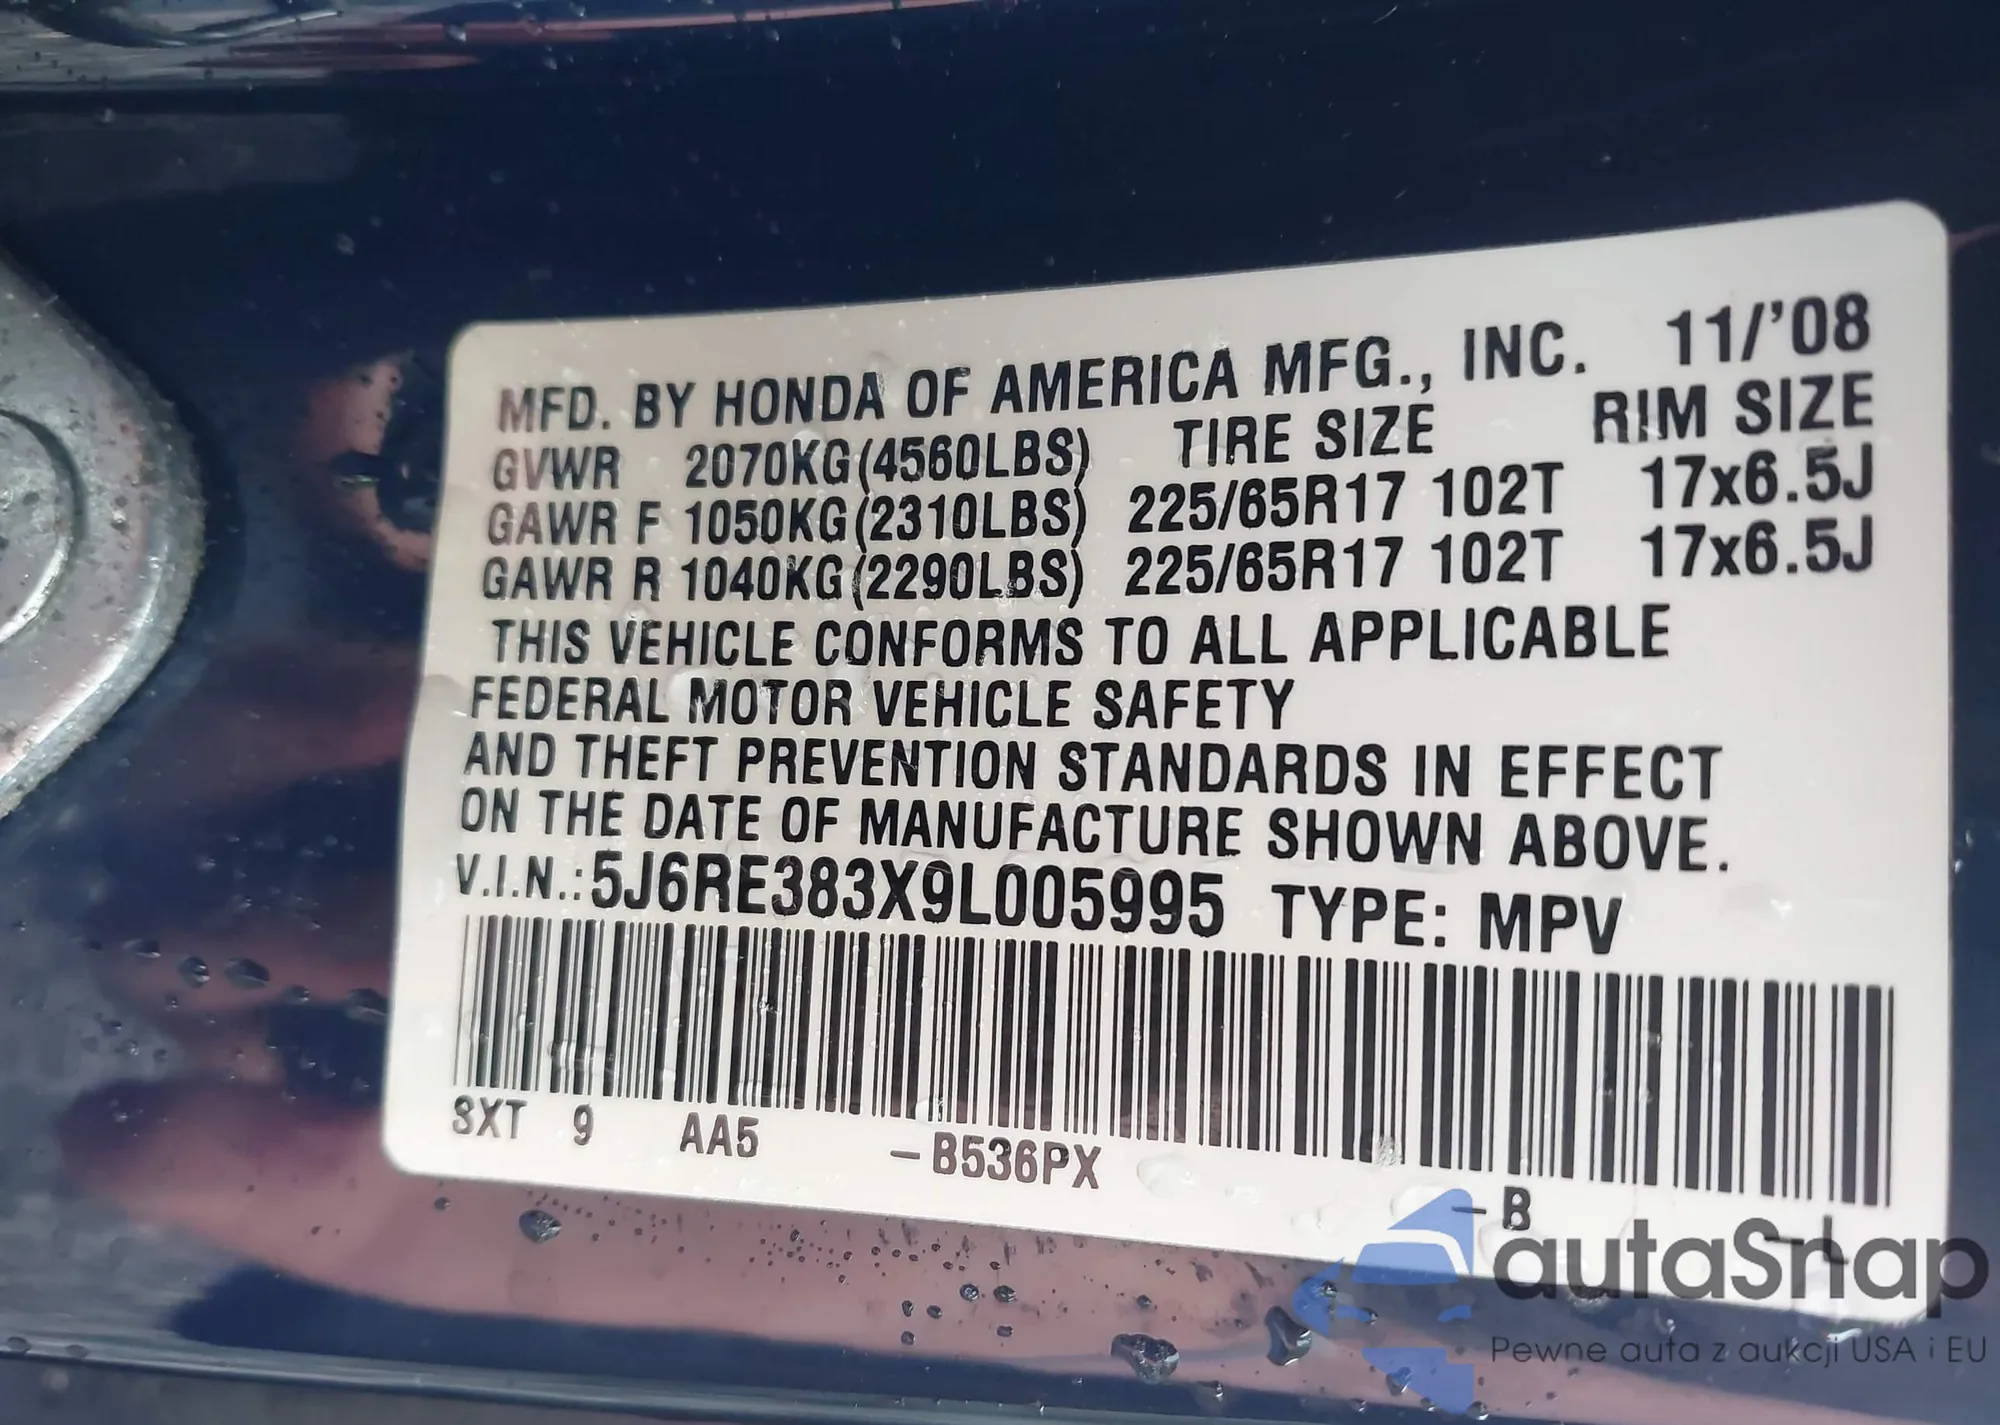 MFD. BY HONDA OF AMERICA MFG., INC. 11/'08
GVWR 2070KG(4560LBS) TIRE SIZE RIM SIZE
GAWR F 1050KG(2310LBS) 225/65R17 102T 17x6.5J
GAWR R 1040KG(2290LBS) 225/65R17 102T 17x6.5J
THIS VEHICLE CONFORMS TO ALL APPLICABLE
FEDERAL MOTOR VEHICLE SAFETY
AND THEFT PREVENTION STANDARDS IN EFFECT
ON THE DATE OF MANUFACTURE SHOWN ABOVE.
V.I.N.:5J6RE383X9L005995 TYPE: MPV
SXT 9 AA5 –B536PX –B
autaSnap
Pewne auta z aukcji USA i EU